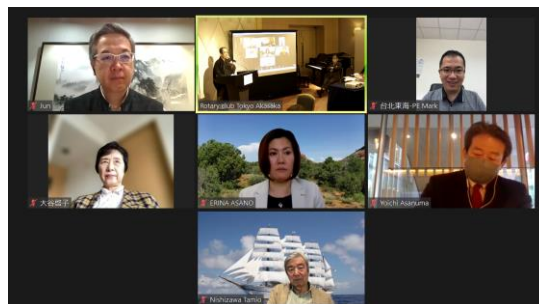 Jun
Rotaryclub Tokyo Akasaka
台北東海-PE Mark
大谷啓子
ERINA ASANO
Yoichi Asanuma
Nishizawa Tamio